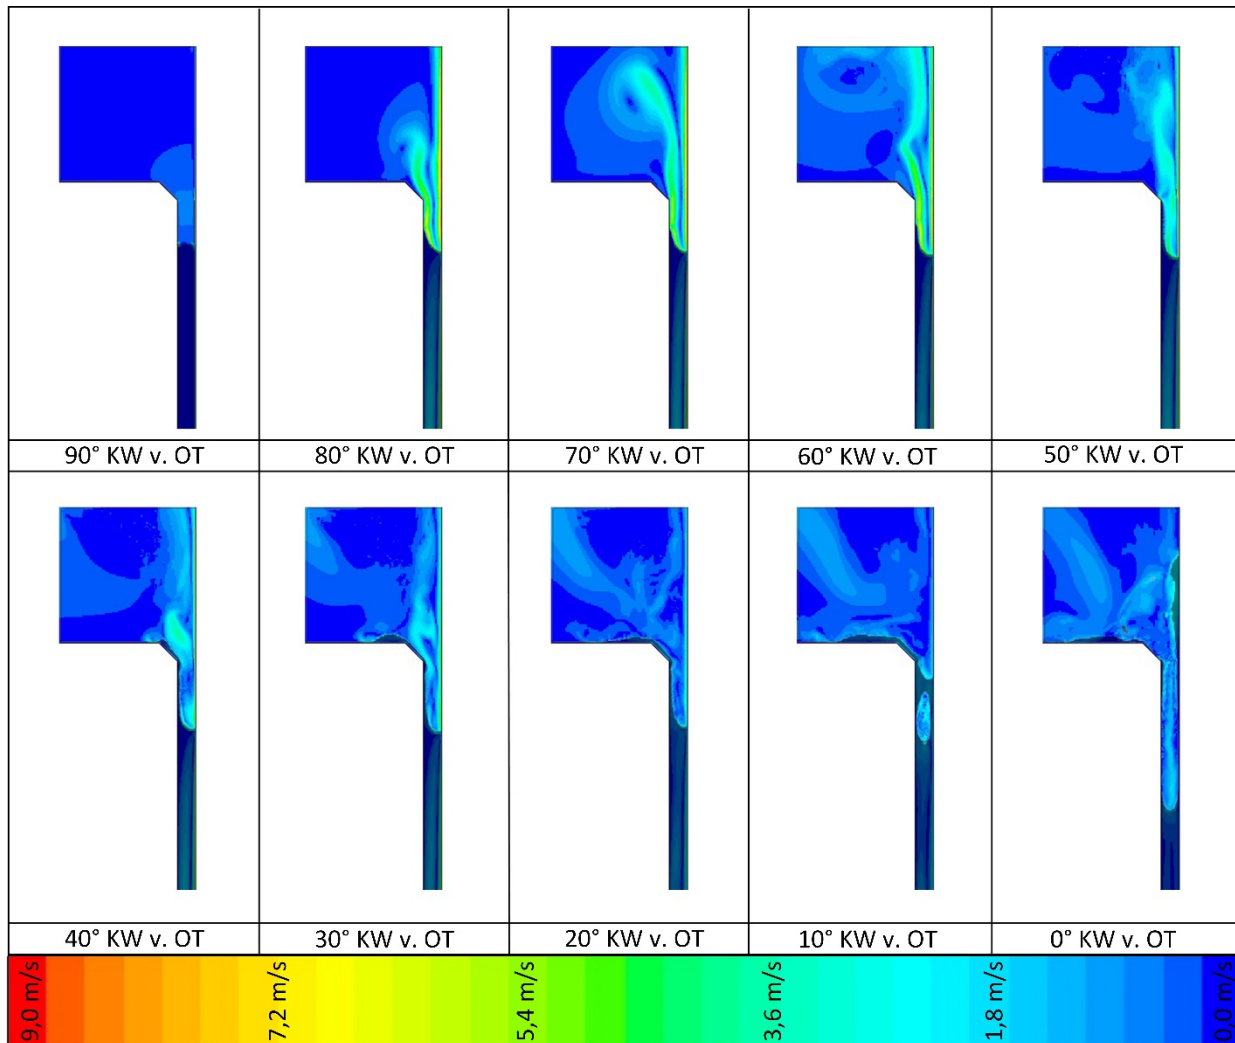 90° KW v. OT
80° KW v. OT
70° KW v. OT
60° KW v. OT
50° KW v. OT
40° KW v. OT
30° KW v. OT
20° KW v. OT
10° KW v. OT
0° KW v. OT
9,0 m/s
7,2 m/s
5,4 m/s
3,6 m/s
1,8 m/s
0,0 m/s